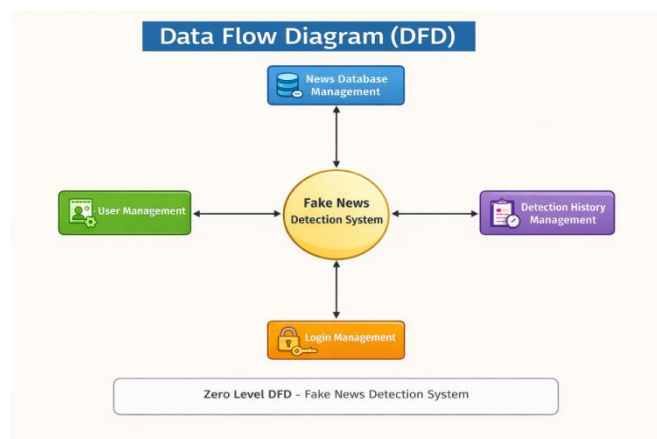 Data Flow Diagram (DFD)
News Database
Management
User Management
Fake News
Detection System
Detection History
Management
Login Management
Zero Level DFD - Fake News Detection System